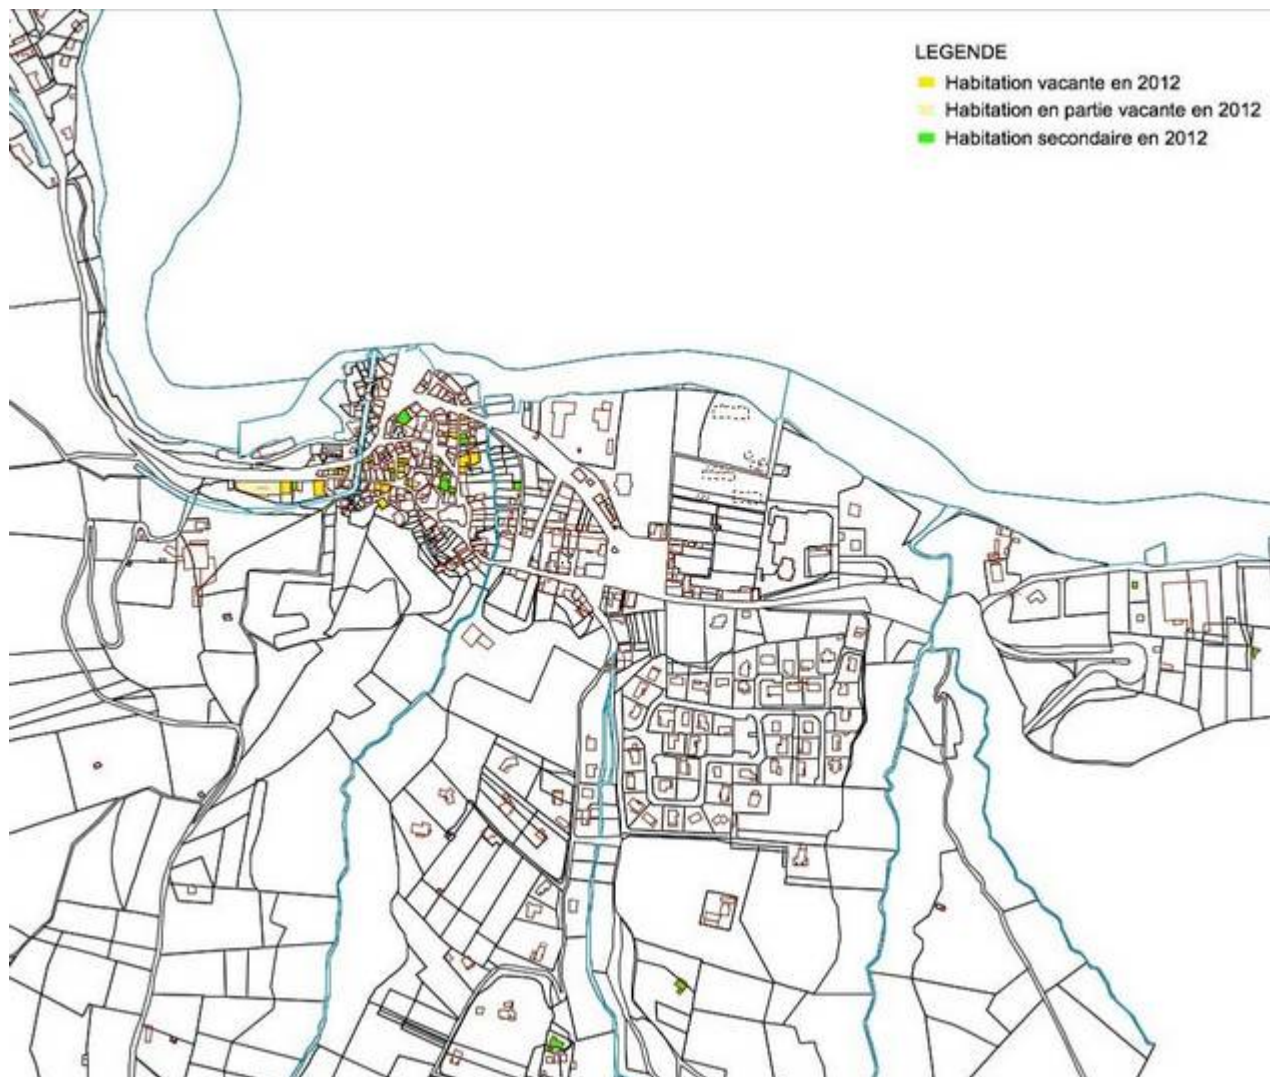 LEGENDE
Habitation vacante en 2012
Habitation en partie vacante en 2012
Habitation secondaire en 2012